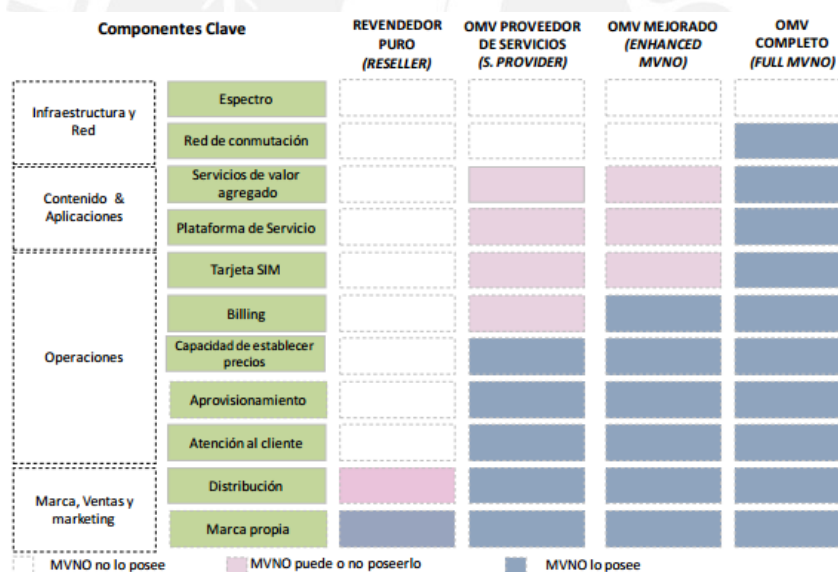 Componentes Clave
REVENDEDOR
PURO
(RESELLER)
OMV PROVEEDOR
DE SERVICIOS
(S. PROVIDER)
OMV MEJORADO
(ENHANCED
MVNO)
OMV
COMPLETO
(FULL MVNO)
Infraestructura y
Red
Espectro
Red de conmutación
Contenido &
Aplicaciones
Servicios de valor
agregado
Plataforma de Servicio
Operaciones
Tarjeta SIM
Billing
Capacidad de establecer
precios
Aprovisionamiento
Atención al cliente
Marca, Ventas y
marketing
Distribución
Marca propia
MVNO no lo posee
MVNO puede o no poseerlo
MVNO lo posee